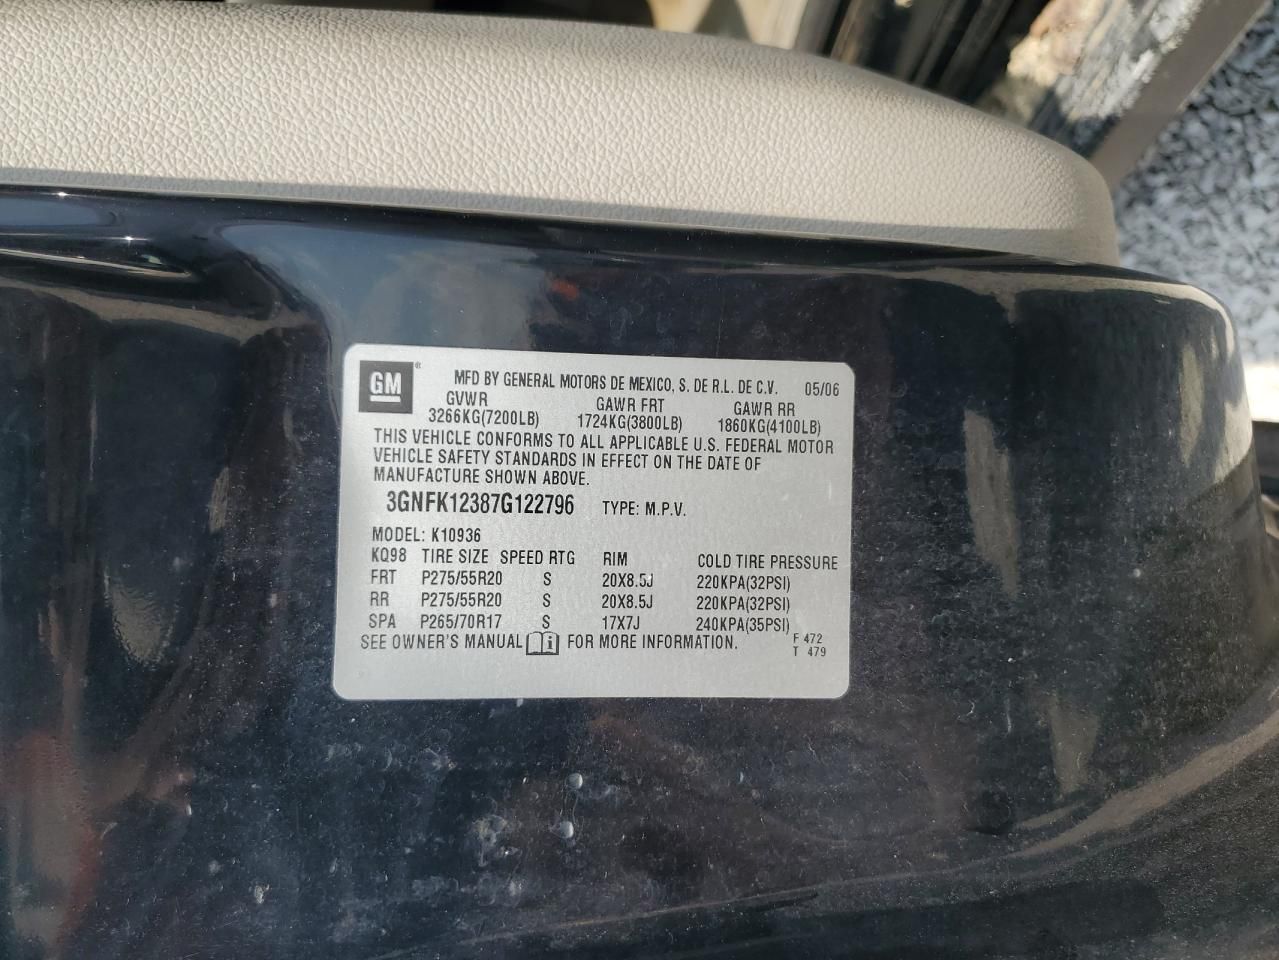 GM ® MFD BY GENERAL MOTORS DE MEXICO, S. DE R.L. DE C.V. 05/06
GVWR GAWR FRT GAWR RR
3266KG(7200LB) 1724KG(3800LB) 1860KG(4100LB)
THIS VEHICLE CONFORMS TO ALL APPLICABLE U.S. FEDERAL MOTOR
VEHICLE SAFETY STANDARDS IN EFFECT ON THE DATE OF
MANUFACTURE SHOWN ABOVE.
3GNFK12387G122796 TYPE: M.P.V.
MODEL: K10936
KQ98 TIRE SIZE SPEED RTG RIM COLD TIRE PRESSURE
FRT P275/55R20 S 20X8.5J 220KPA(32PSI)
RR P275/55R20 S 20X8.5J 220KPA(32PSI)
SPA P265/70R17 S 17X7J 240KPA(35PSI)
SEE OWNER'S MANUAL i FOR MORE INFORMATION. F 472
T 479